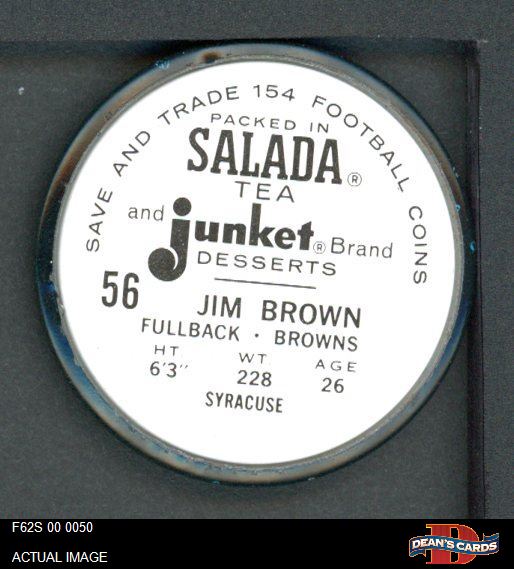 SAVE AND TRADE 154 FOOTBALL COINS
PACKED IN
SALADA®
TEA
and junket® Brand
DESSERTS
56
JIM BROWN
FULLBACK · BROWNS
HT WT AGE
6'3" 228 26
SYRACUSE
F62S 00 0050
ACTUAL IMAGE
D
DEAN'S CARDS